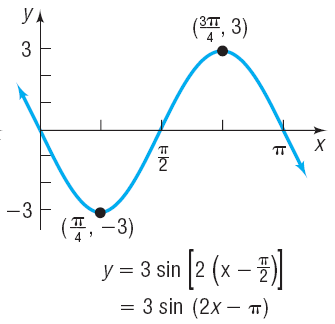 y
(3π/4, 3)
3
x
π/2
π
−3
(π/4, −3)
y = 3 sin [2 (x − π/2)]
= 3 sin (2x − π)